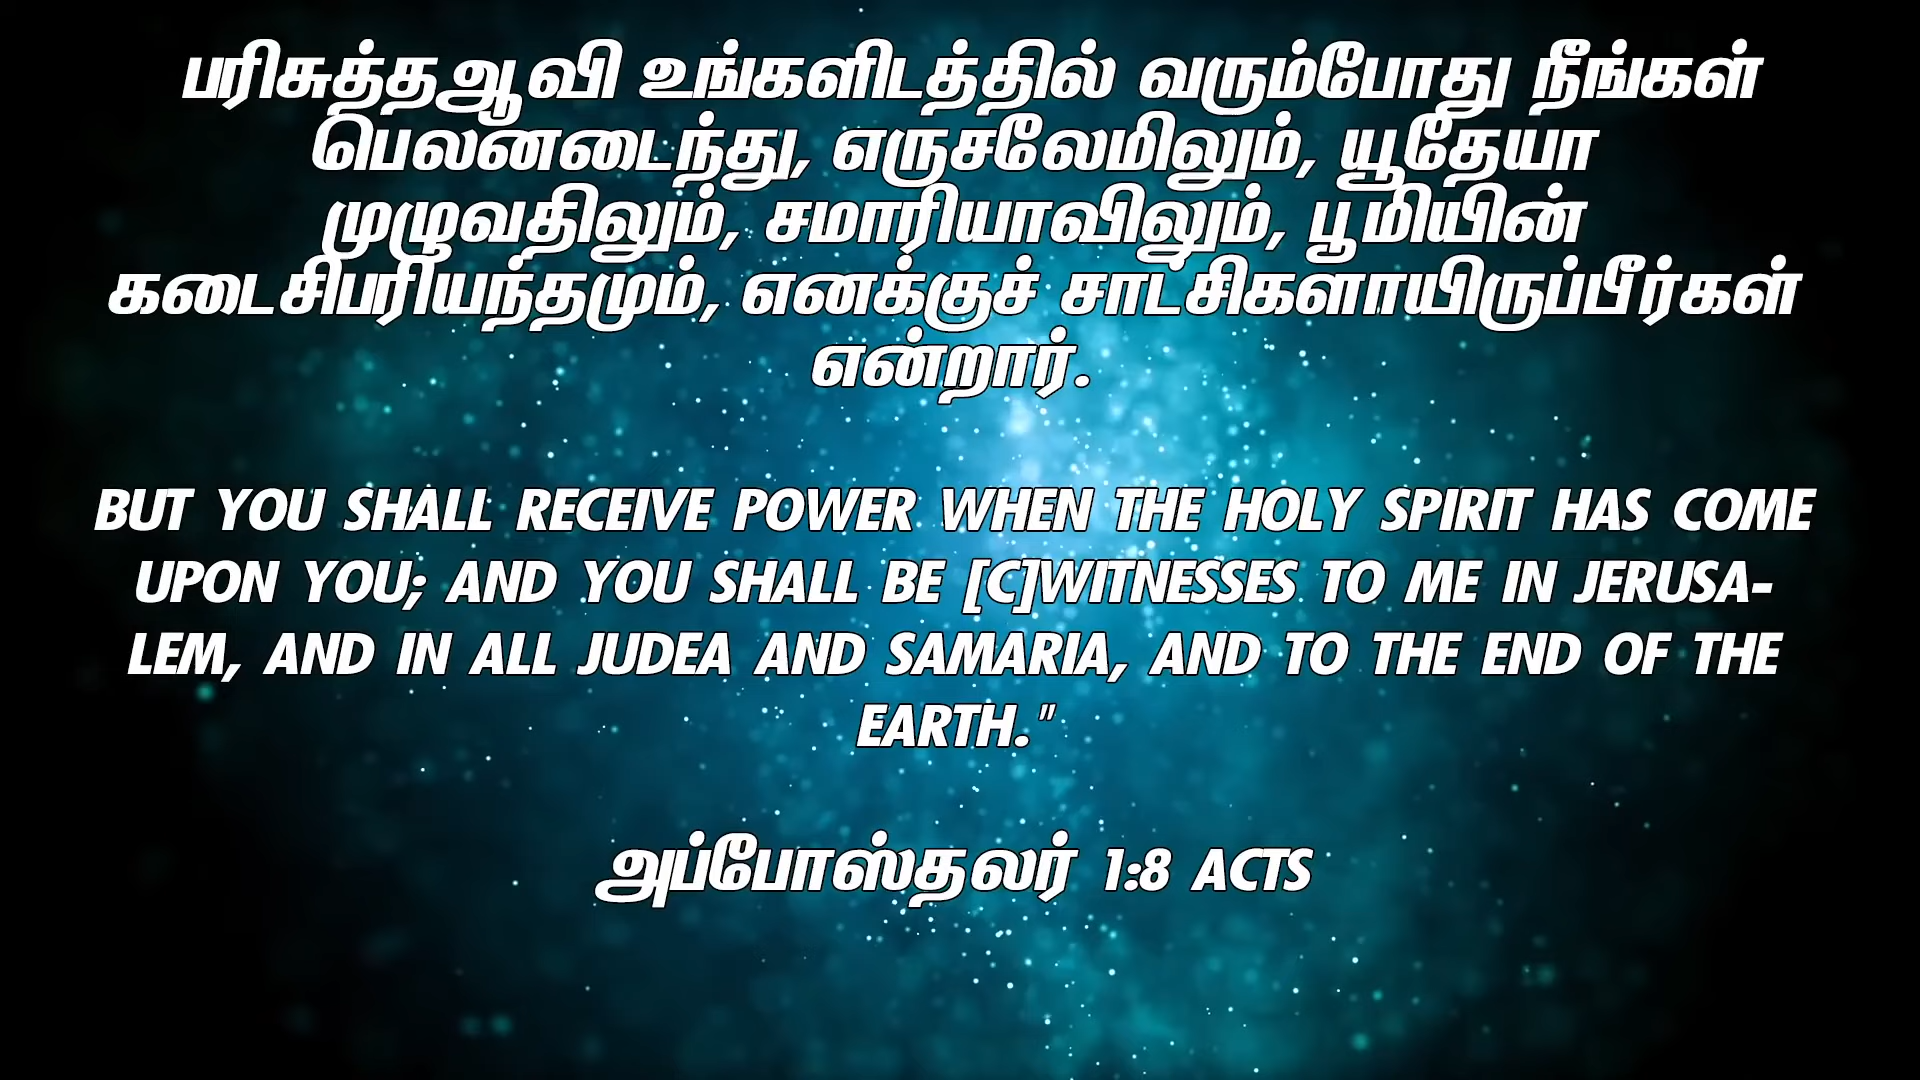 பரிசுத்தஆவி உங்களிடத்தில் வரும்போது நீங்கள்
பெலனடைந்து, எருசலேமிலும், யூதேயா
முழுவதிலும், சமாரியாவிலும், பூமியின்
கடைசிபரியந்தமும், எனக்குச் சாட்சிகளாயிருப்பீர்கள்
என்றார்.
BUT YOU SHALL RECEIVE POWER WHEN THE HOLY SPIRIT HAS COME
UPON YOU; AND YOU SHALL BE [C]WITNESSES TO ME IN JERUSA-
LEM, AND IN ALL JUDEA AND SAMARIA, AND TO THE END OF THE
EARTH."
அப்போஸ்தலர் 1:8 ACTS